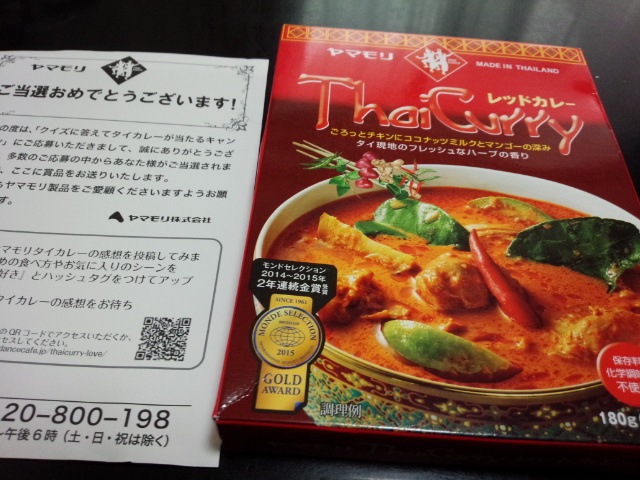 ヤマモリ
ご当選おめでとうございます!
の度は、「クイズに答えてタイカレーが当たるキャン
」にご応募いただきまして、誠にありがとうござ
多数のご応募の中からあなた様がご当選されま
、ここに賞品をお送りいたします。
らヤマモリ製品をご愛顧くださいますようお願
す。
ヤマモリ株式会社
マモリタイカレーの感想を投稿してみま
めの食べ方やお気に入りのシーンを
好き」とハッシュタグをつけてアップ
タイカレーの感想をお待ち
のQRコードでアクセスいただくか、
セスしてください。
dancecafe.jp/thaicurry-love/
20-800-198
~午後6時(土・日・祝は除く)
ヤマモリ
MADE IN THAILAND
レッドカレー
ThaiCurry
ごろっとチキンにココナッツミルクとマンゴーの深み
タイ現地のフレッシュなハーブの香り
モンドセレクション
2014~2015年
2年連続金賞受賞
SINCE 1961
MONDE SELECTION
2015
GOLD
AWARD
調理例
保存料
化学調味
不使
180g